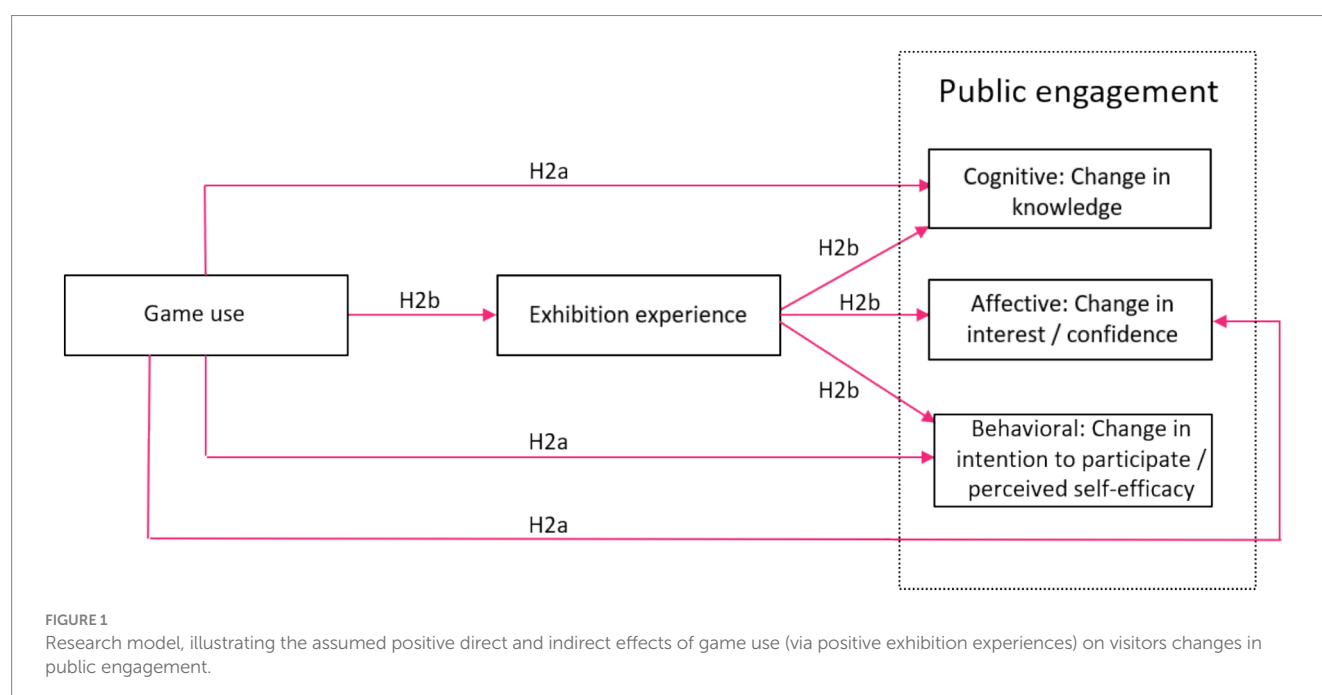 Public engagement
H2a
Cognitive: Change in
knowledge
H2b
Game use
H2b
Exhibition experience
H2b
Affective: Change in
interest / confidence
H2b
H2a
Behavioral: Change in
intention to participate /
perceived self-efficacy
H2a
FIGURE 1
Research model, illustrating the assumed positive direct and indirect effects of game use (via positive exhibition experiences) on visitors changes in
public engagement.